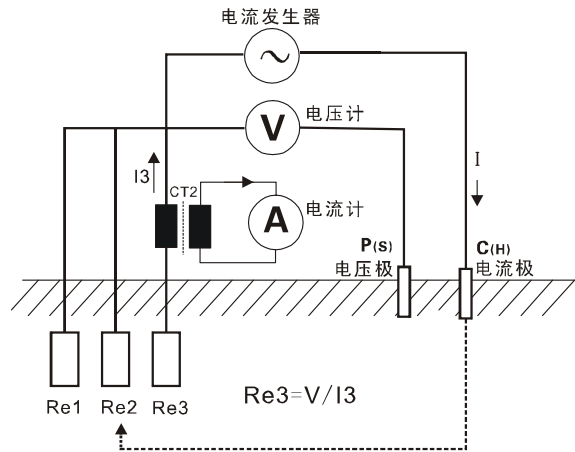 电流发生器
V
电压计
I3
CT2
A
电流计
I
P(S)
电压极
C(H)
电流极
Re1
Re2
Re3
Re3=V/I3